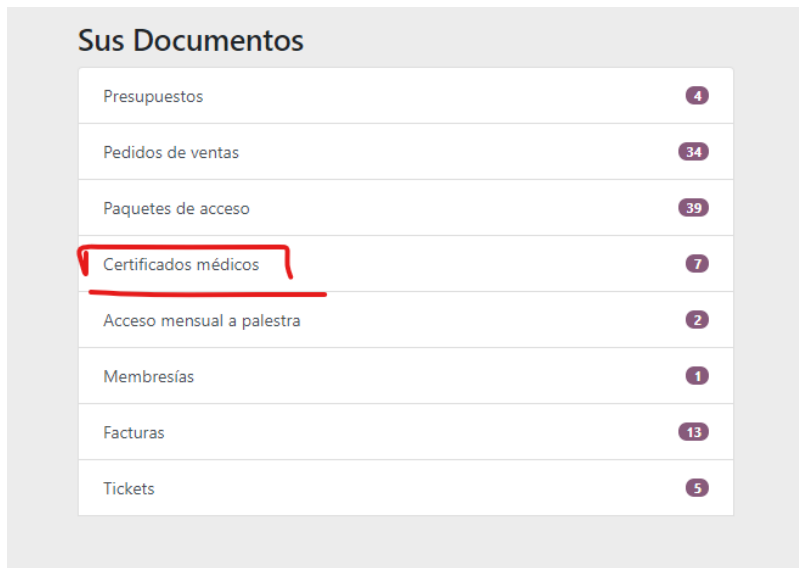 Sus Documentos
Presupuestos 4
Pedidos de ventas 34
Paquetes de acceso 39
Certificados médicos 7
Acceso mensual a palestra 2
Membresías 1
Facturas 13
Tickets 5